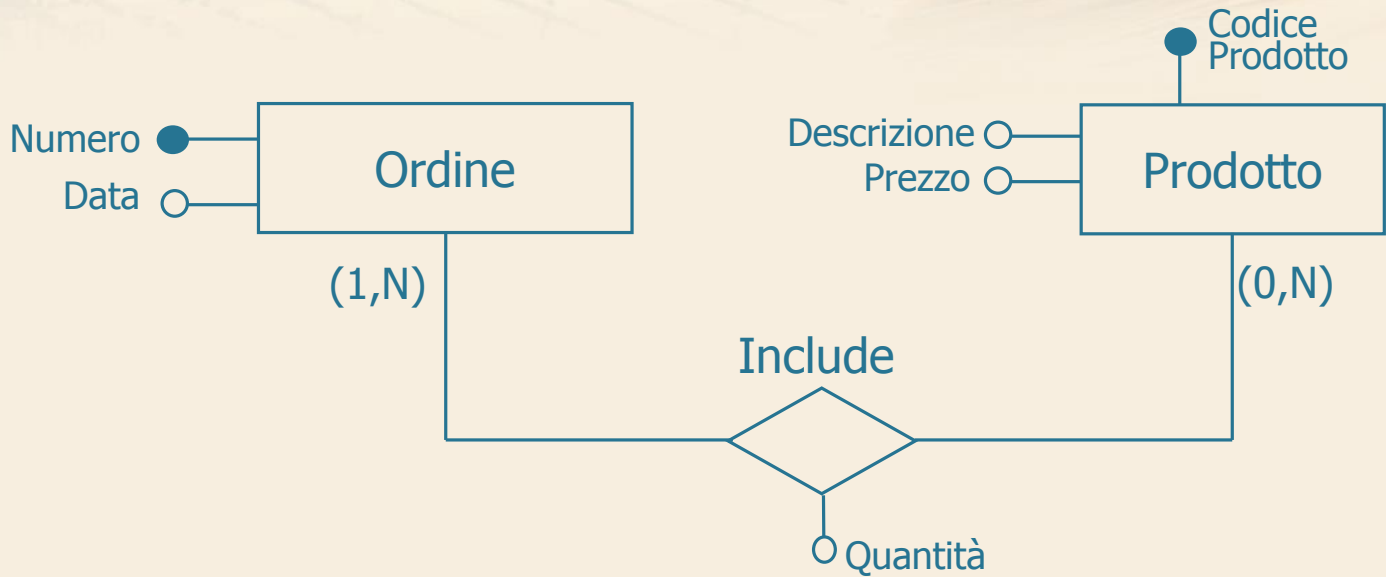 Codice
Prodotto
Numero
Ordine
Descrizione
Prodotto
Data
Prezzo
(1,N)
(0,N)
Include
Quantità